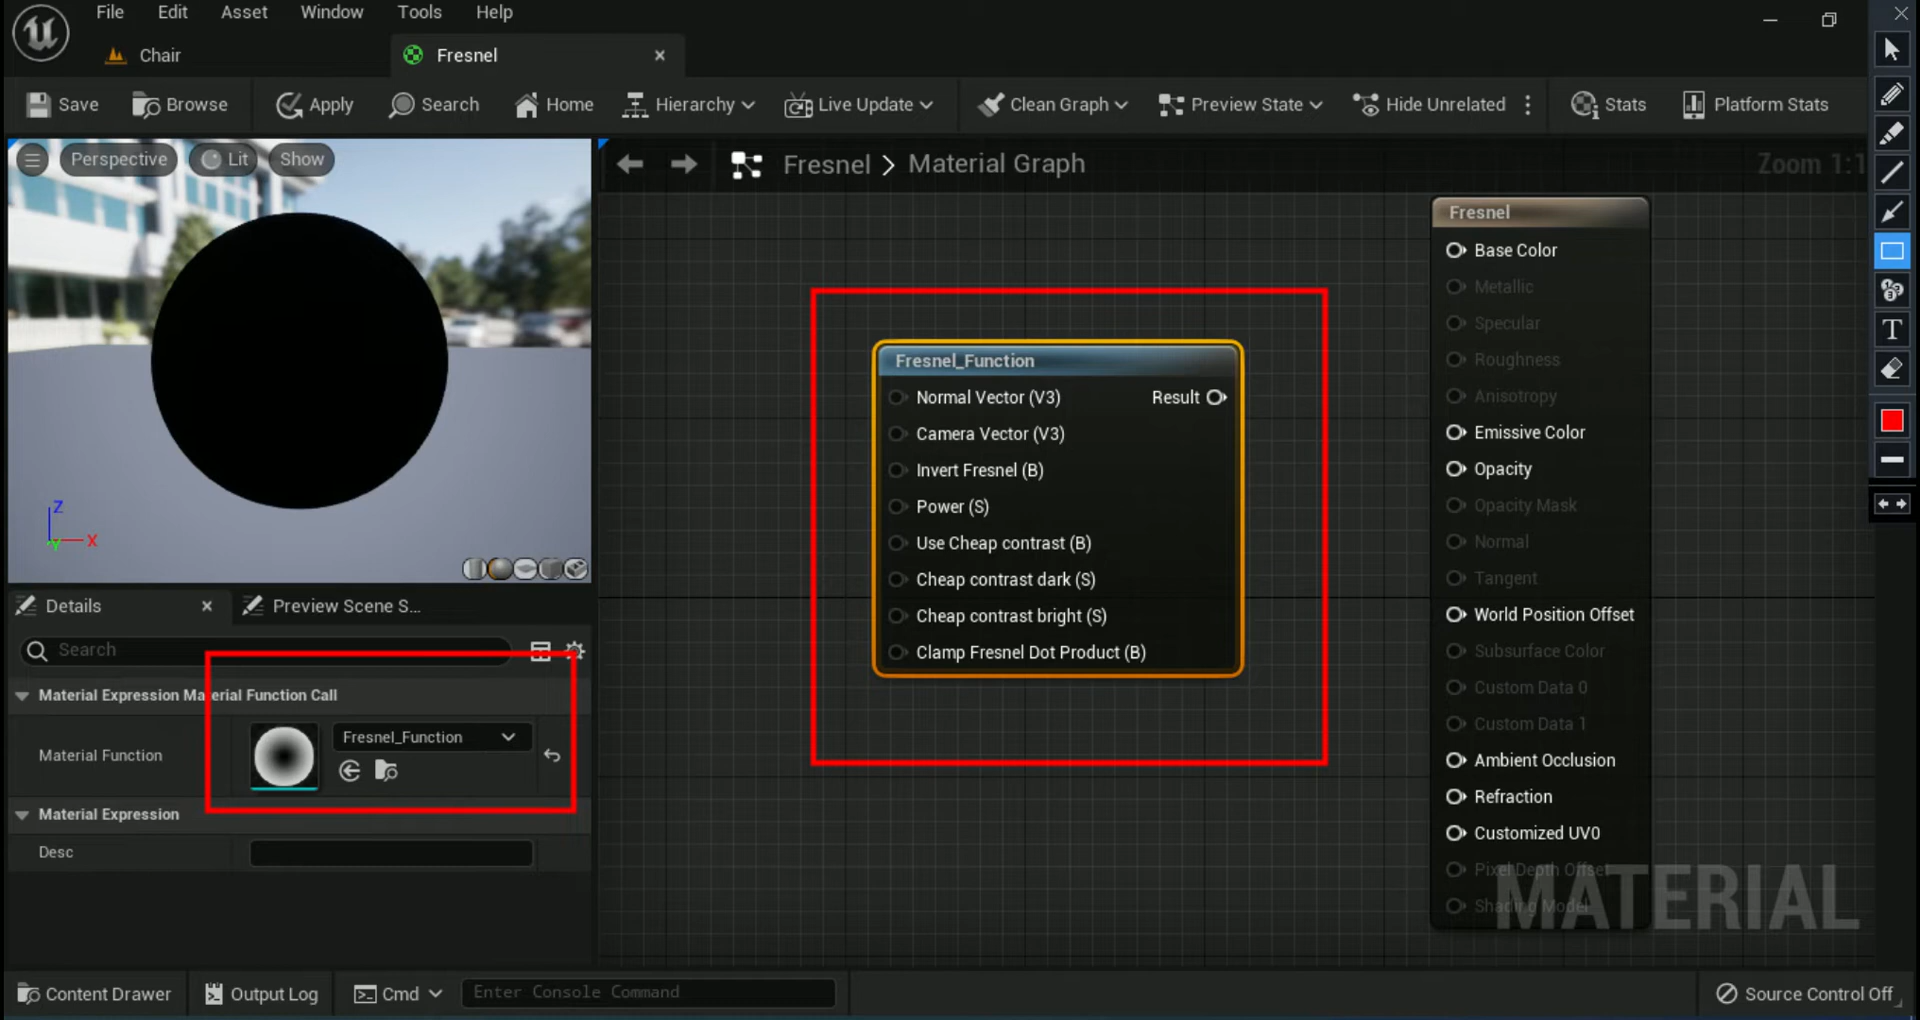 File Edit Asset Window Tools Help
Chair
Fresnel
Save Browse Apply Search Home Hierarchy Live Update Clean Graph Preview State Hide Unrelated Stats Platform Stats
Perspective Lit Show
Fresnel > Material Graph
Zoom 1:1
Fresnel
Base Color
Metallic
Specular
Roughness
Anisotropy
Emissive Color
Opacity
Opacity Mask
Normal
Tangent
World Position Offset
Subsurface Color
Custom Data 0
Custom Data 1
Ambient Occlusion
Refraction
Customized UV0
Pixel Depth Offset
Shading Model
MATERIAL
Fresnel_Function
Normal Vector (V3) Result
Camera Vector (V3)
Invert Fresnel (B)
Power (S)
Use Cheap contrast (B)
Cheap contrast dark (S)
Cheap contrast bright (S)
Clamp Fresnel Dot Product (B)
Z
X
Y
Details Preview Scene S...
Search
Material Expression Material Function Call
Material Function Fresnel_Function
Material Expression
Desc
Content Drawer Output Log Cmd Enter Console Command Source Control Off
T